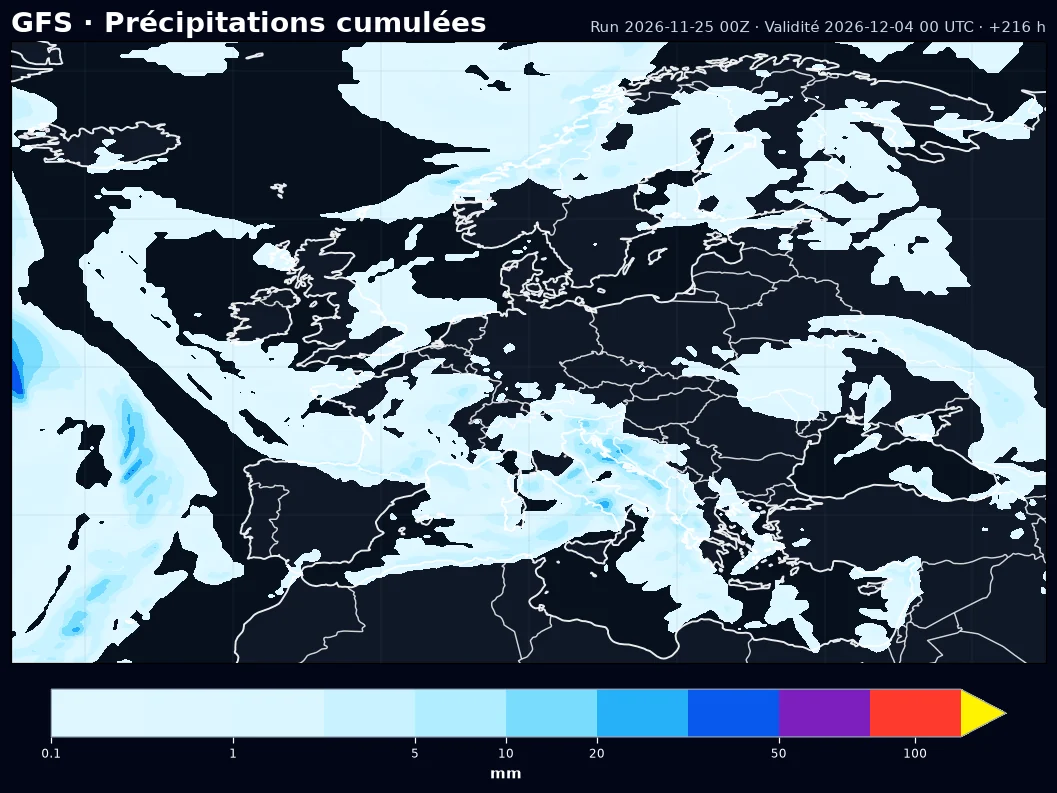 GFS · Précipitations cumulées
Run 2026-11-25 00Z · Validité 2026-12-04 00 UTC · +216 h
0.1 1 5 10 20 50 100
mm